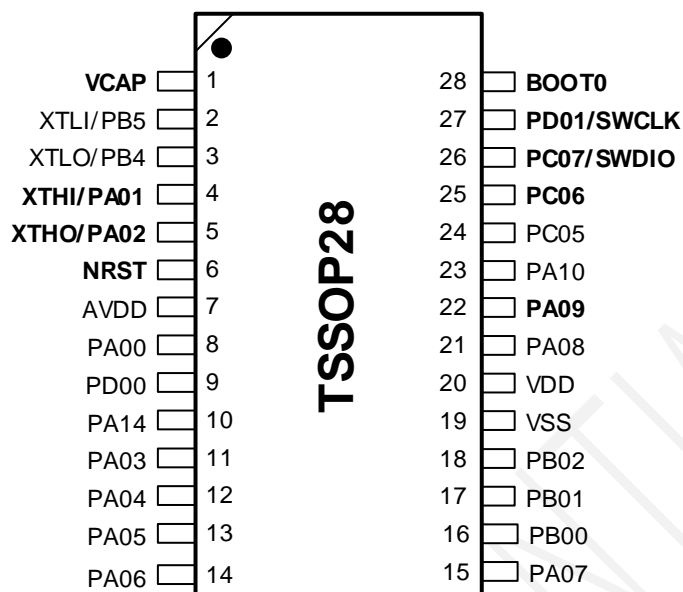 VCAP 1 28 BOOT0
XTLI/PB5 2 27 PD01/SWCLK
XTLO/PB4 3 26 PC07/SWDIO
XTHI/PA01 4 25 PC06
XTHO/PA02 5 24 PC05
NRST 6 23 PA10
AVDD 7 22 PA09
PA00 8 21 PA08
PD00 9 20 VDD
PA14 10 19 VSS
PA03 11 18 PB02
PA04 12 17 PB01
PA05 13 16 PB00
PA06 14 15 PA07
TSSOP28